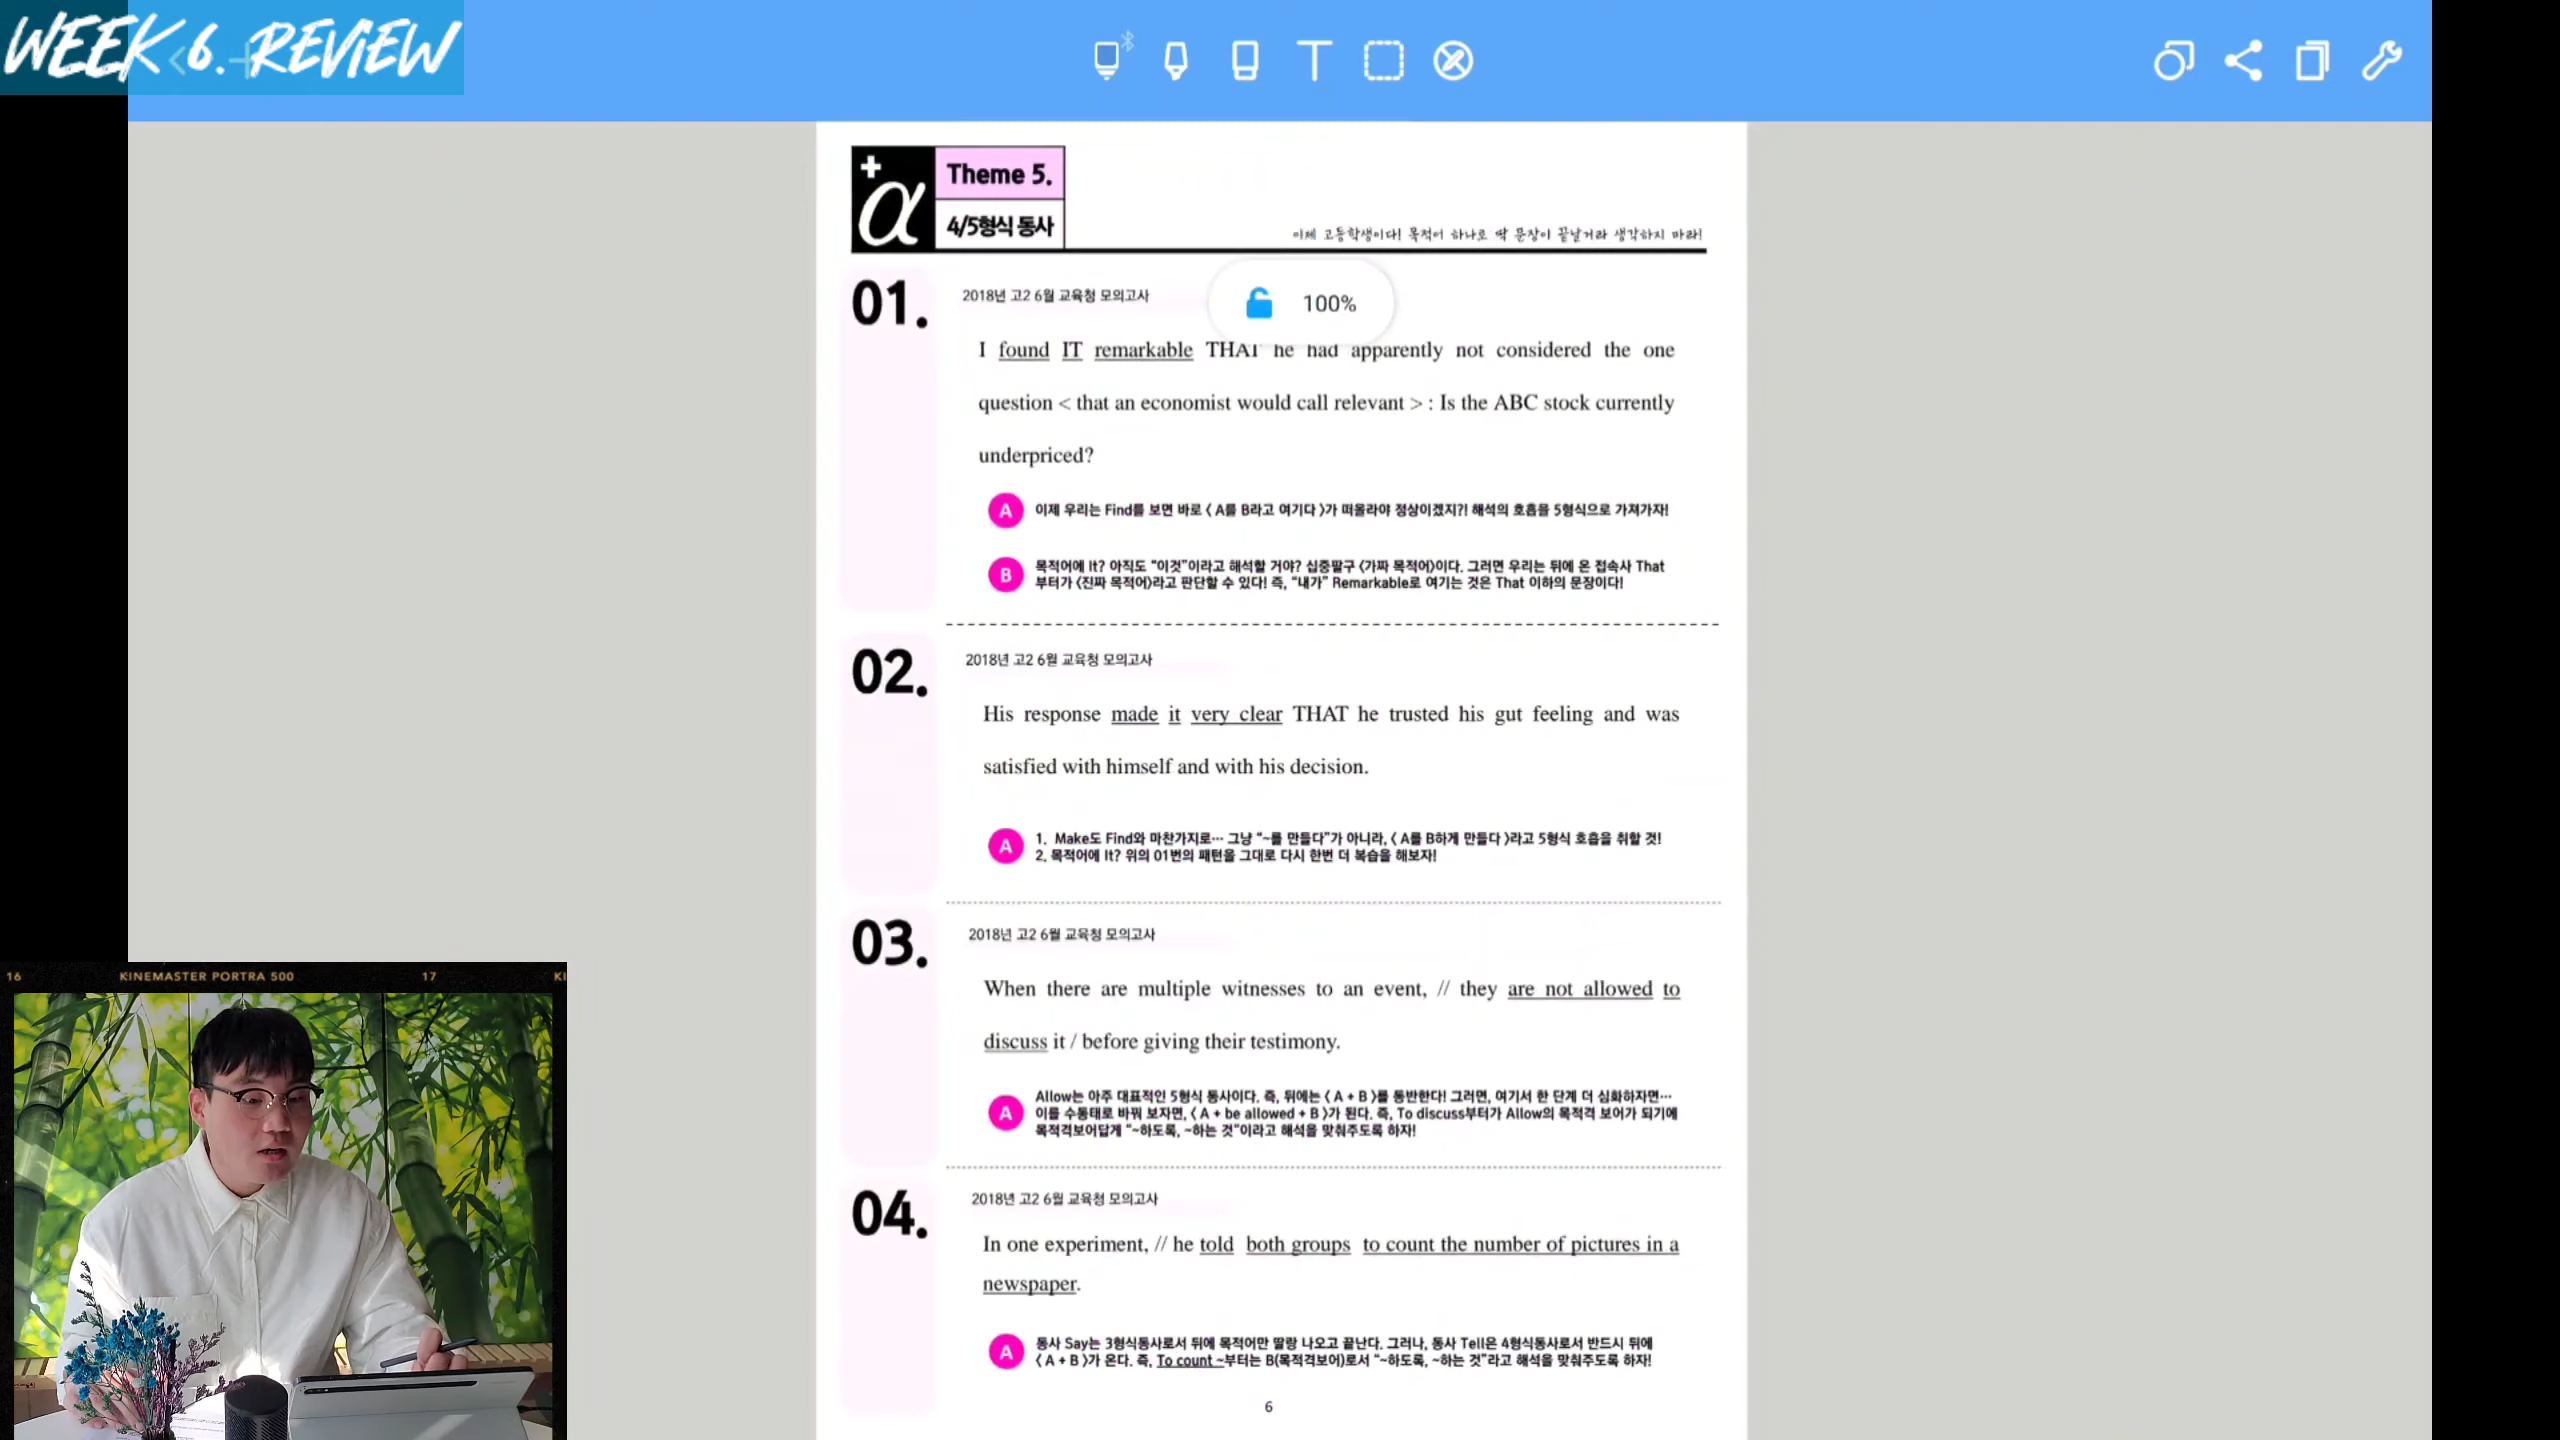 WEEK 6. REVIEW
+
α
Theme 5.
4/5형식 동사
이제 고등학생이다! 목적어 하나로 딱 문장이 끝날거라 생각하지 마라!
01.
2018년 고2 6월 교육청 모의고사
100%
I found IT remarkable THAT he had apparently not considered the one
question < that an economist would call relevant > : Is the ABC stock currently
underpriced?
A 이제 우리는 Find를 보면 바로 < A를 B라고 여기다 >가 떠올라야 정상이겠지?! 해석의 호흡을 5형식으로 가져가자!
B 목적어에 It? 아직도 "이것"이라고 해석할 거야? 십중팔구 <가짜 목적어>이다. 그러면 우리는 뒤에 온 접속사 That
부터가 <진짜 목적어>라고 판단할 수 있다! 즉, "내가" Remarkable로 여기는 것은 That 이하의 문장이다!
02.
2018년 고2 6월 교육청 모의고사
His response made it very clear THAT he trusted his gut feeling and was
satisfied with himself and with his decision.
A 1. Make도 Find와 마찬가지로… 그냥 "~를 만들다"가 아니라, < A를 B하게 만들다 >라고 5형식 호흡을 취할 것!
2. 목적어에 It? 위의 01번의 패턴을 그대로 다시 한번 더 복습을 해보자!
03.
2018년 고2 6월 교육청 모의고사
When there are multiple witnesses to an event, // they are not allowed to
discuss it / before giving their testimony.
A Allow는 아주 대표적인 5형식 동사이다. 즉, 뒤에는 < A + B >를 동반한다! 그러면, 여기서 한 단계 더 심화하자면…
이를 수동태로 바꿔 보자면, < A + be allowed + B >가 된다. 즉, To discuss부터가 Allow의 목적격 보어가 되기에
목적격보어답게 "~하도록, ~하는 것"이라고 해석을 맞춰주도록 하자!
04.
2018년 고2 6월 교육청 모의고사
In one experiment, // he told both groups to count the number of pictures in a
newspaper.
A 동사 Say는 3형식동사로서 뒤에 목적어만 딸랑 나오고 끝난다. 그러나, 동사 Tell은 4형식동사로서 반드시 뒤에
< A + B >가 온다. 즉, To count ~부터는 B(목적격보어)로서 "~하도록, ~하는 것"라고 해석을 맞춰주도록 하자!
6
16 KINEMASTER PORTRA 500 17 KI